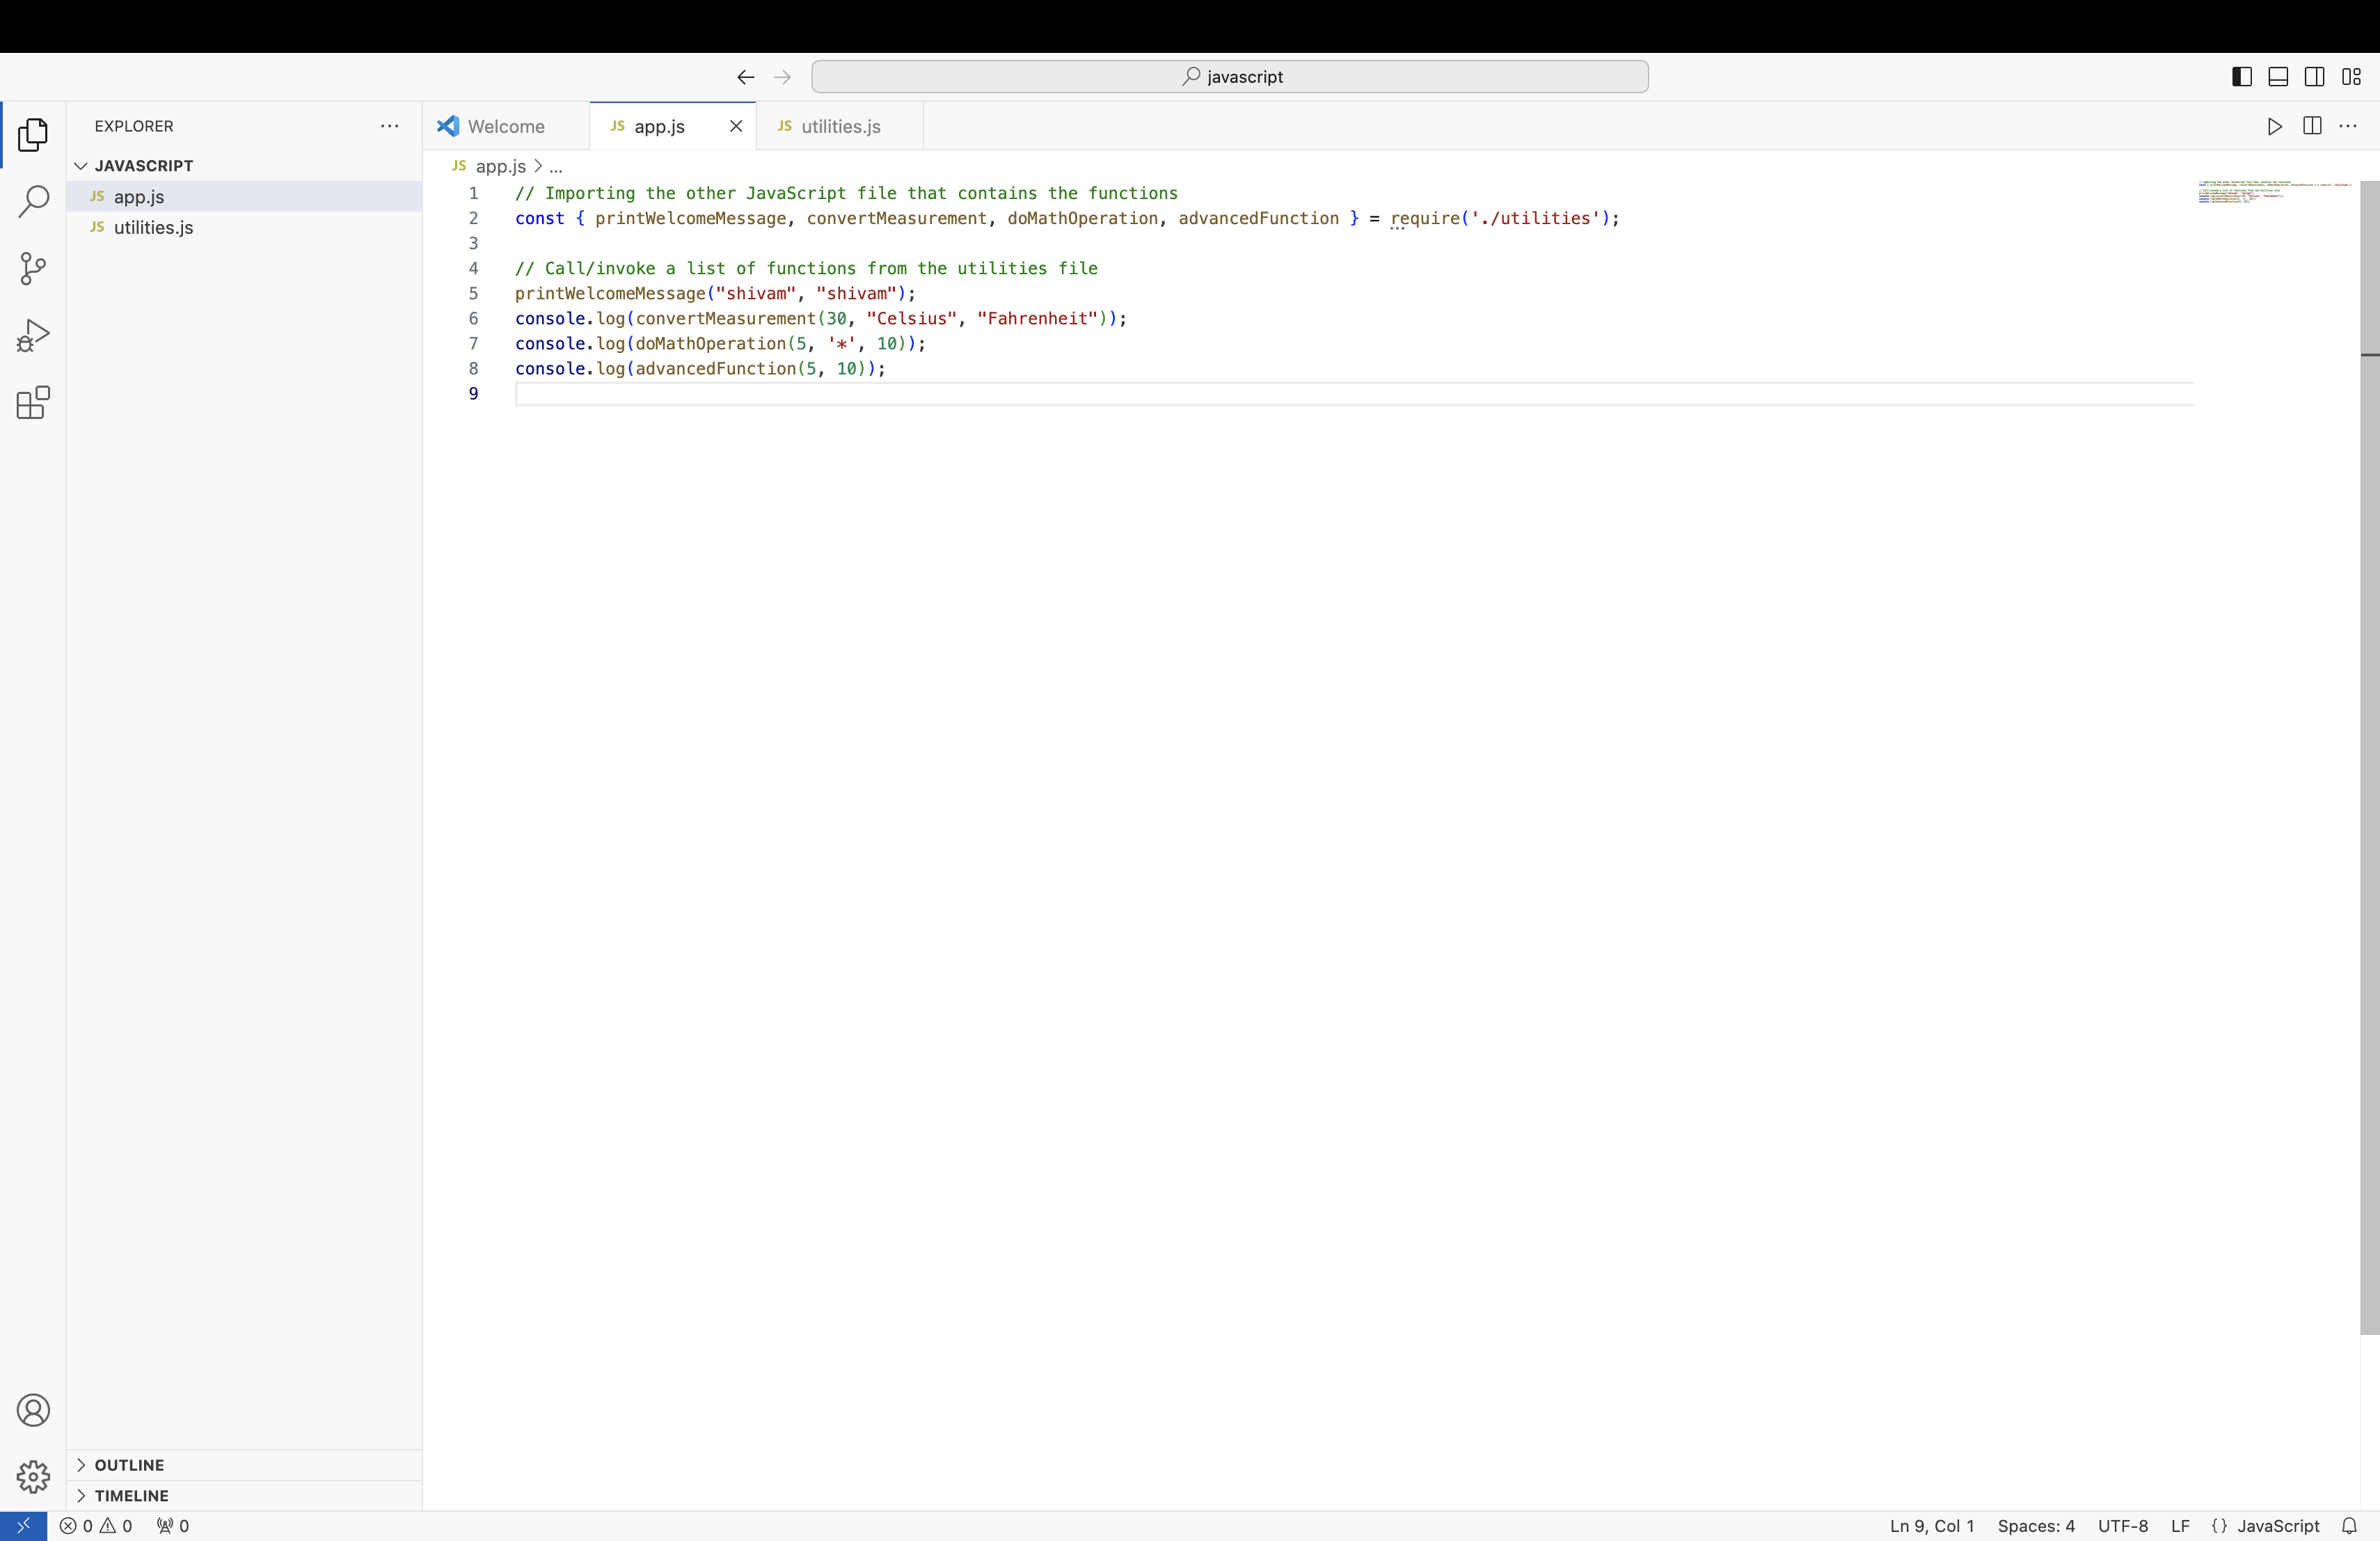 javascript
EXPLORER
JAVASCRIPT
JS app.js
JS utilities.js
OUTLINE
TIMELINE
Welcome
JS app.js
JS utilities.js
JS app.js > ...
1 // Importing the other JavaScript file that contains the functions
2 const { printWelcomeMessage, convertMeasurement, doMathOperation, advancedFunction } = require('./utilities');
3
4 // Call/invoke a list of functions from the utilities file
5 printWelcomeMessage("shivam", "shivam");
6 console.log(convertMeasurement(30, "Celsius", "Fahrenheit"));
7 console.log(doMathOperation(5, '*', 10));
8 console.log(advancedFunction(5, 10));
9
0 0 0
Ln 9, Col 1 Spaces: 4 UTF-8 LF {} JavaScript